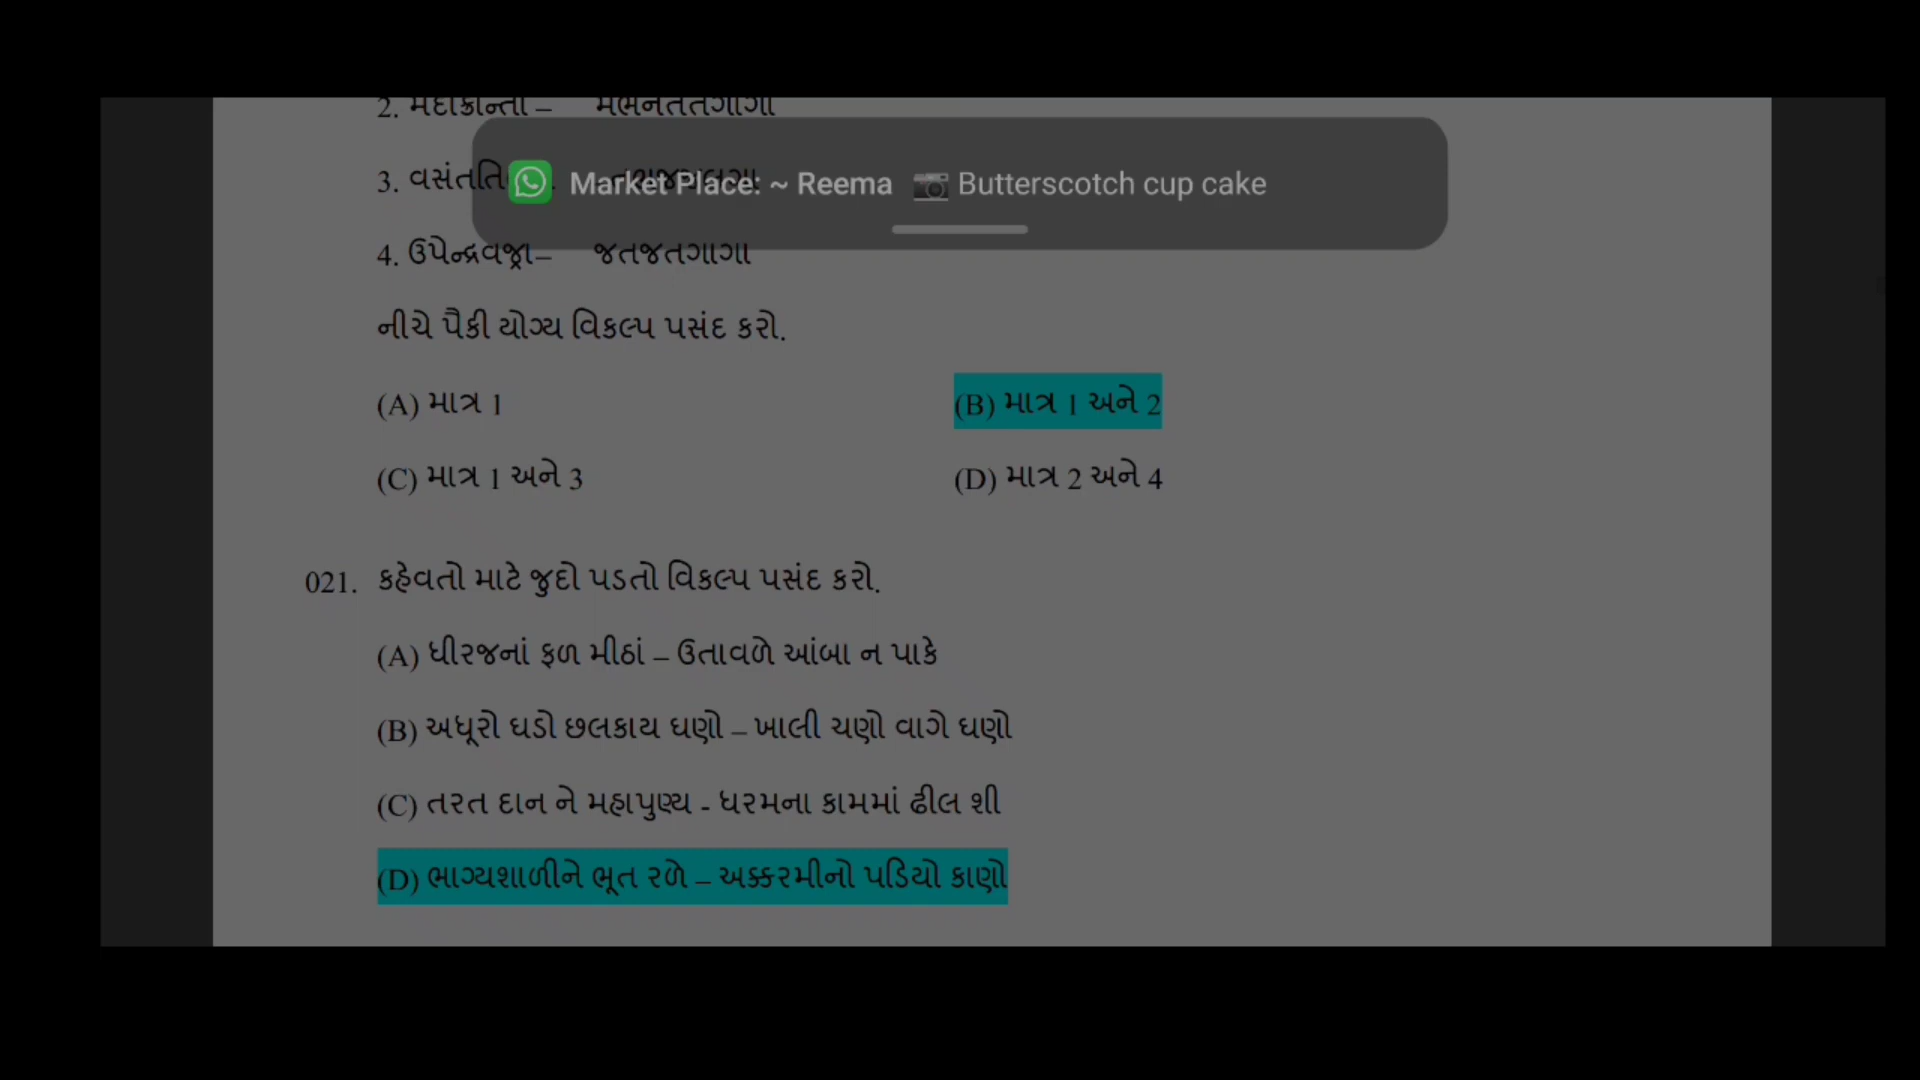 2. મંદાક્રાન્તા – મભનતતગાગા
Market Place: ~ Reema Butterscotch cup cake
3.
4. ઉપેન્દ્રવજ્રા– જતજતગાગા
નીચે પૈકી યોગ્ય વિકલ્પ પસંદ કરો.
(A) માત્ર 1
(B) માત્ર 1 અને 2
(C) માત્ર 1 અને 3
(D) માત્ર 2 અને 4
021. કહેવતો માટે જુદો પડતો વિકલ્પ પસંદ કરો.
(A) ધીરજનાં ફળ મીઠાં – ઉતાવળે આંબા ન પાકે
(B) અધૂરો ઘડો છલકાય ઘણો – ખાલી ચણો વાગે ઘણો
(C) તરત દાન ને મહાપુણ્ય - ધરમના કામમાં ઢીલ શી
(D) ભાગ્યશાળીને ભૂત રળે – અક્કરમીનો પડિયો કાણો